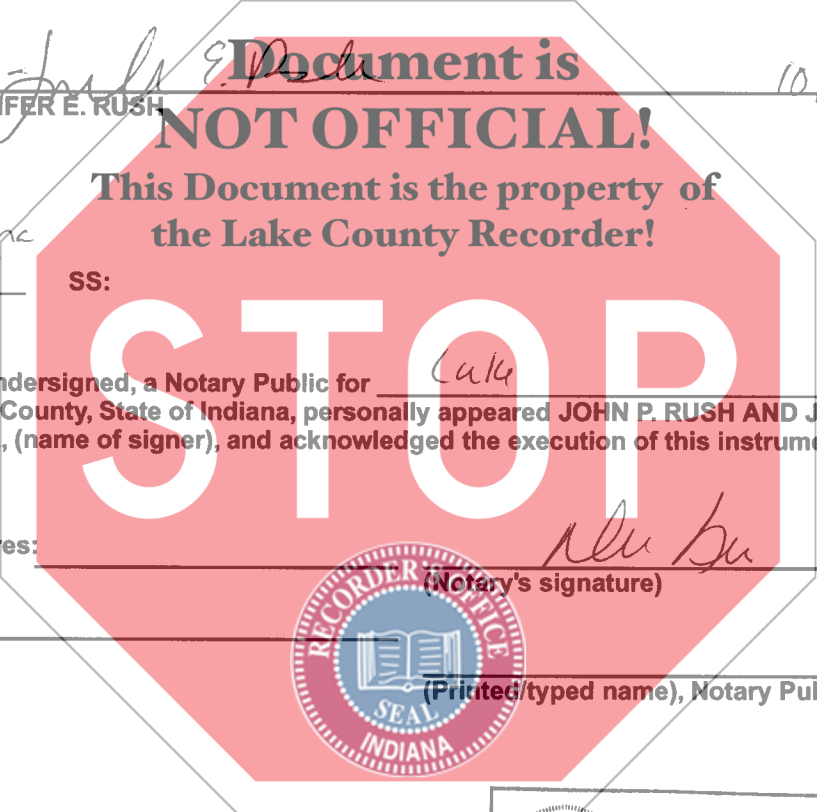 Document is
IFER E. RUSH
NOT OFFICIAL!
This Document is the property of
the Lake County Recorder!
SS:
STOP
ndersigned, a Notary Public for Lake
County, State of Indiana, personally appeared JOHN P. RUSH AND J
, (name of signer), and acknowledged the execution of this instrume
res:
(Notary's signature)
RECORDER'S OFFICE
SEAL
INDIANA
(Printed/typed name), Notary Pul